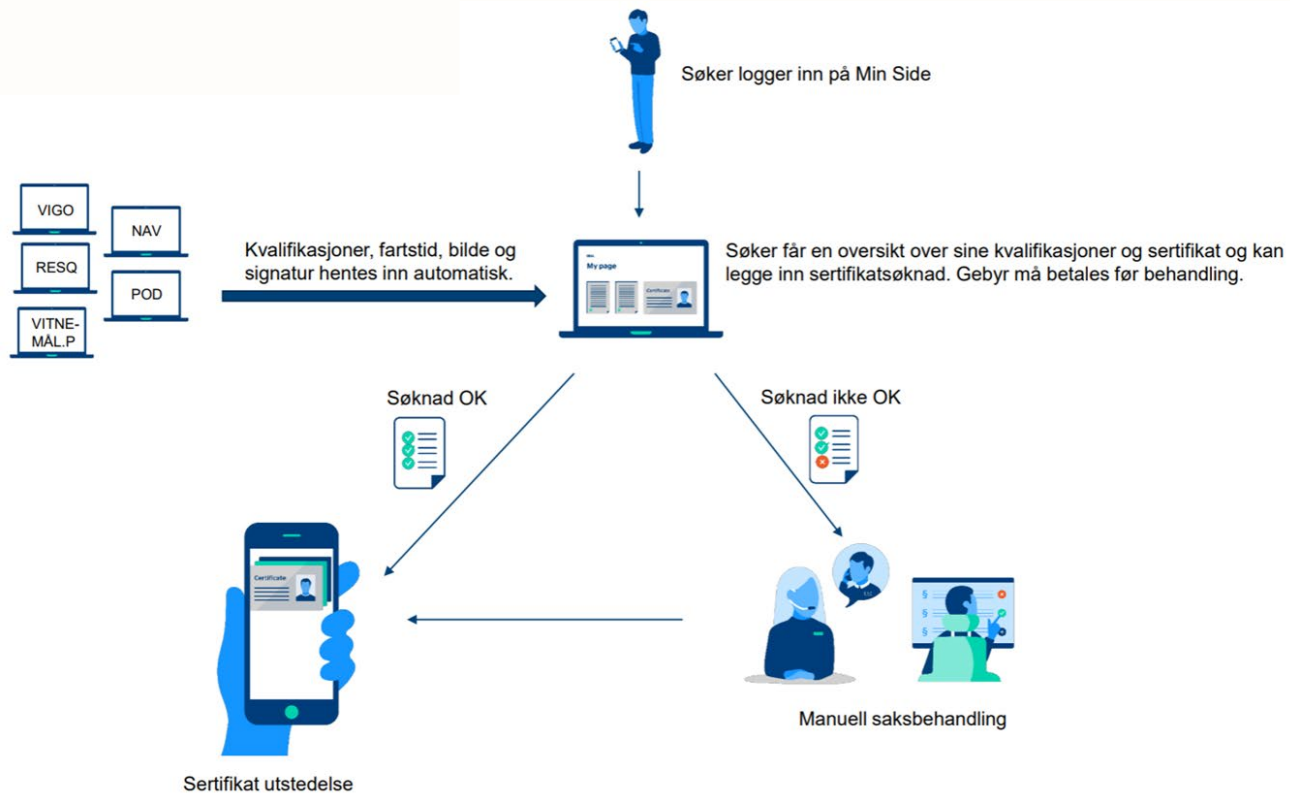 Søker logger inn på Min Side
VIGO
NAV
RESQ
POD
VITNE-
MÅL.P
Kvalifikasjoner, fartstid, bilde og
signatur hentes inn automatisk.
My page
Certificate
Søker får en oversikt over sine kvalifikasjoner og sertifikat og kan
legge inn sertifikatsøknad. Gebyr må betales før behandling.
Søknad OK
Søknad ikke OK
Certificate
§
§
§
Manuell saksbehandling
Sertifikat utstedelse